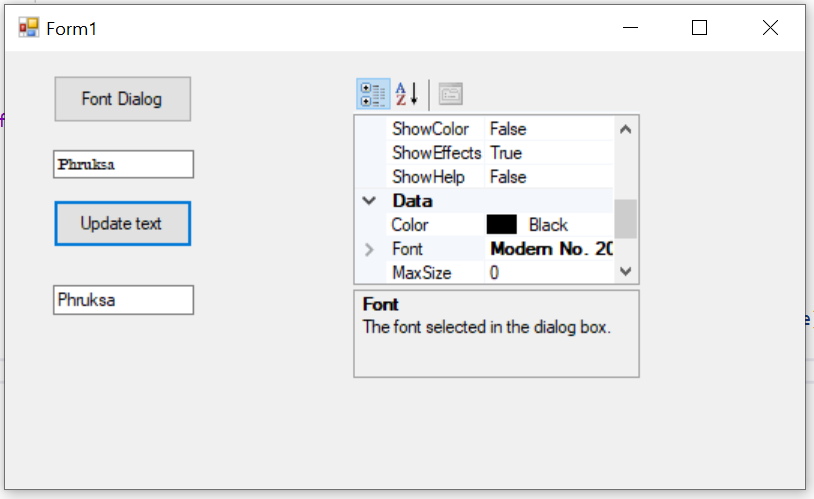 Form1
Font Dialog
Phruksa
Update text
Phruksa
A
Z
ShowColor False
ShowEffects True
ShowHelp False
Data
Color Black
Font Modern No. 20
MaxSize 0
Font
The font selected in the dialog box.
f
e